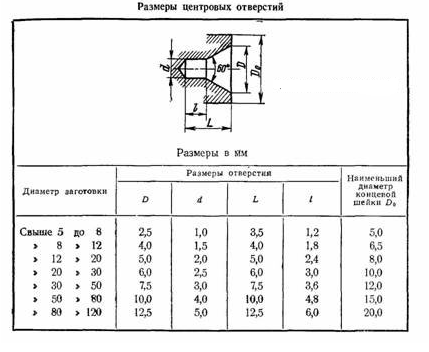 Размеры центровых отверстий
d
60°
D
D₀
l
L
Размеры в мм
Диаметр заготовки
Размеры отверстия
Наименьший диаметр концевой шейки D₀
D
d
L
l
Свыше 5 до 8 2,5 1,0 3,5 1,2 5,0
» 8 » 12 4,0 1,5 4,0 1,8 6,5
» 12 » 20 5,0 2,0 5,0 2,4 8,0
» 20 » 30 6,0 2,5 6,0 3,0 10,0
» 30 » 50 7,5 3,0 7,5 3,6 12,0
» 50 » 80 10,0 4,0 10,0 4,8 15,0
» 80 » 120 12,5 5,0 12,5 6,0 20,0